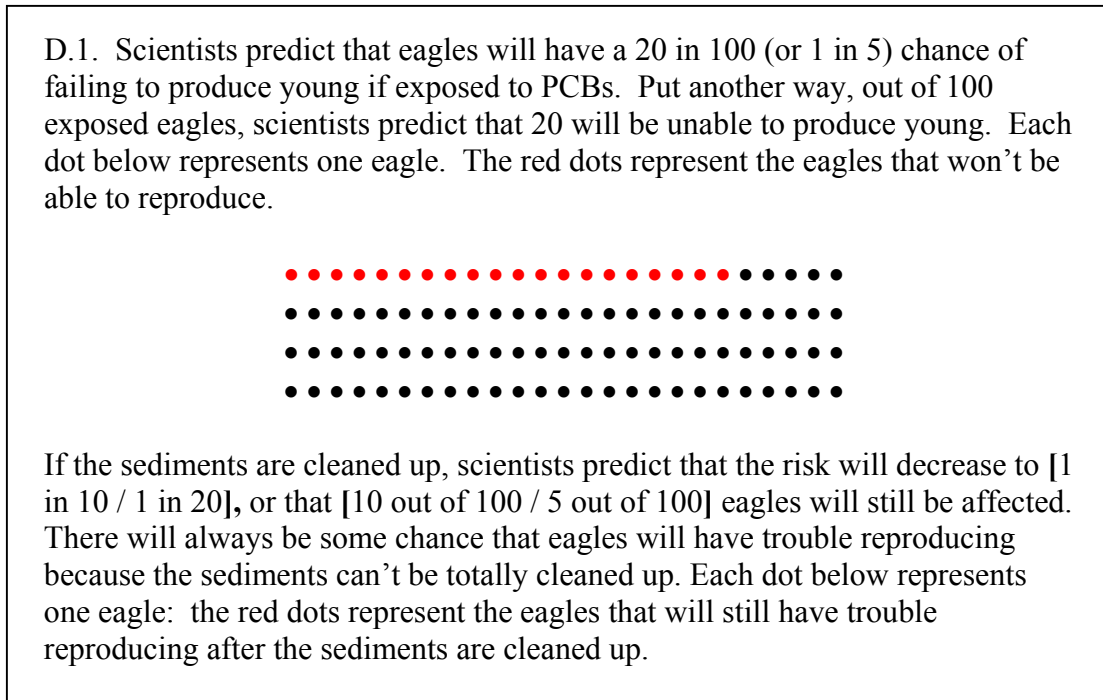 D.1.  Scientists predict that eagles will have a 20 in 100 (or 1 in 5) chance of
failing to produce young if exposed to PCBs.  Put another way, out of 100
exposed eagles, scientists predict that 20 will be unable to produce young.  Each
dot below represents one eagle.  The red dots represent the eagles that won’t be
able to reproduce.
If the sediments are cleaned up, scientists predict that the risk will decrease to [1
in 10 / 1 in 20], or that [10 out of 100 / 5 out of 100] eagles will still be affected.
There will always be some chance that eagles will have trouble reproducing
because the sediments can’t be totally cleaned up. Each dot below represents
one eagle:  the red dots represent the eagles that will still have trouble
reproducing after the sediments are cleaned up.